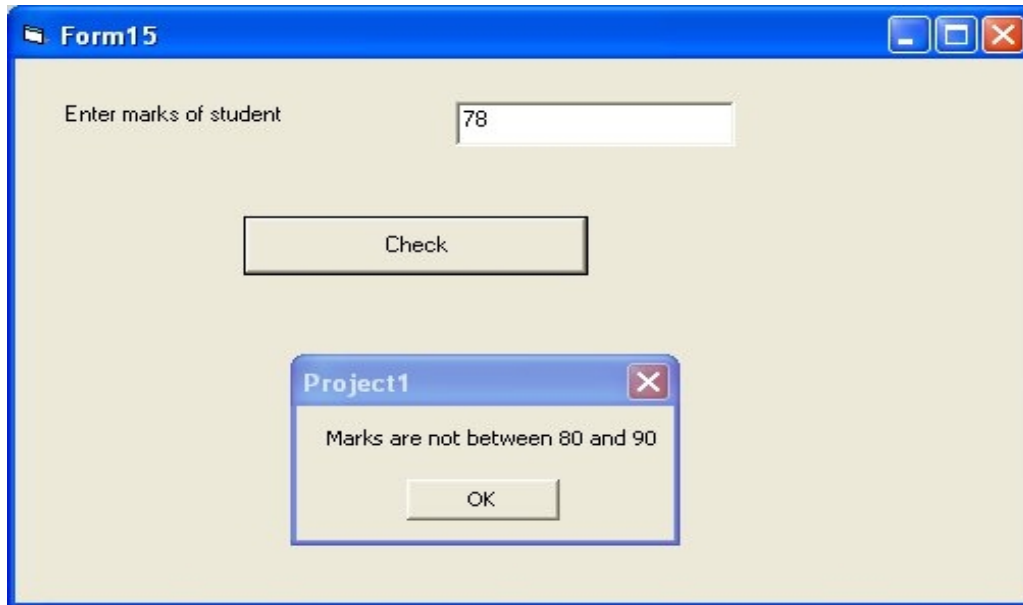 Form15
Enter marks of student
78
Check
Project1
Marks are not between 80 and 90
OK